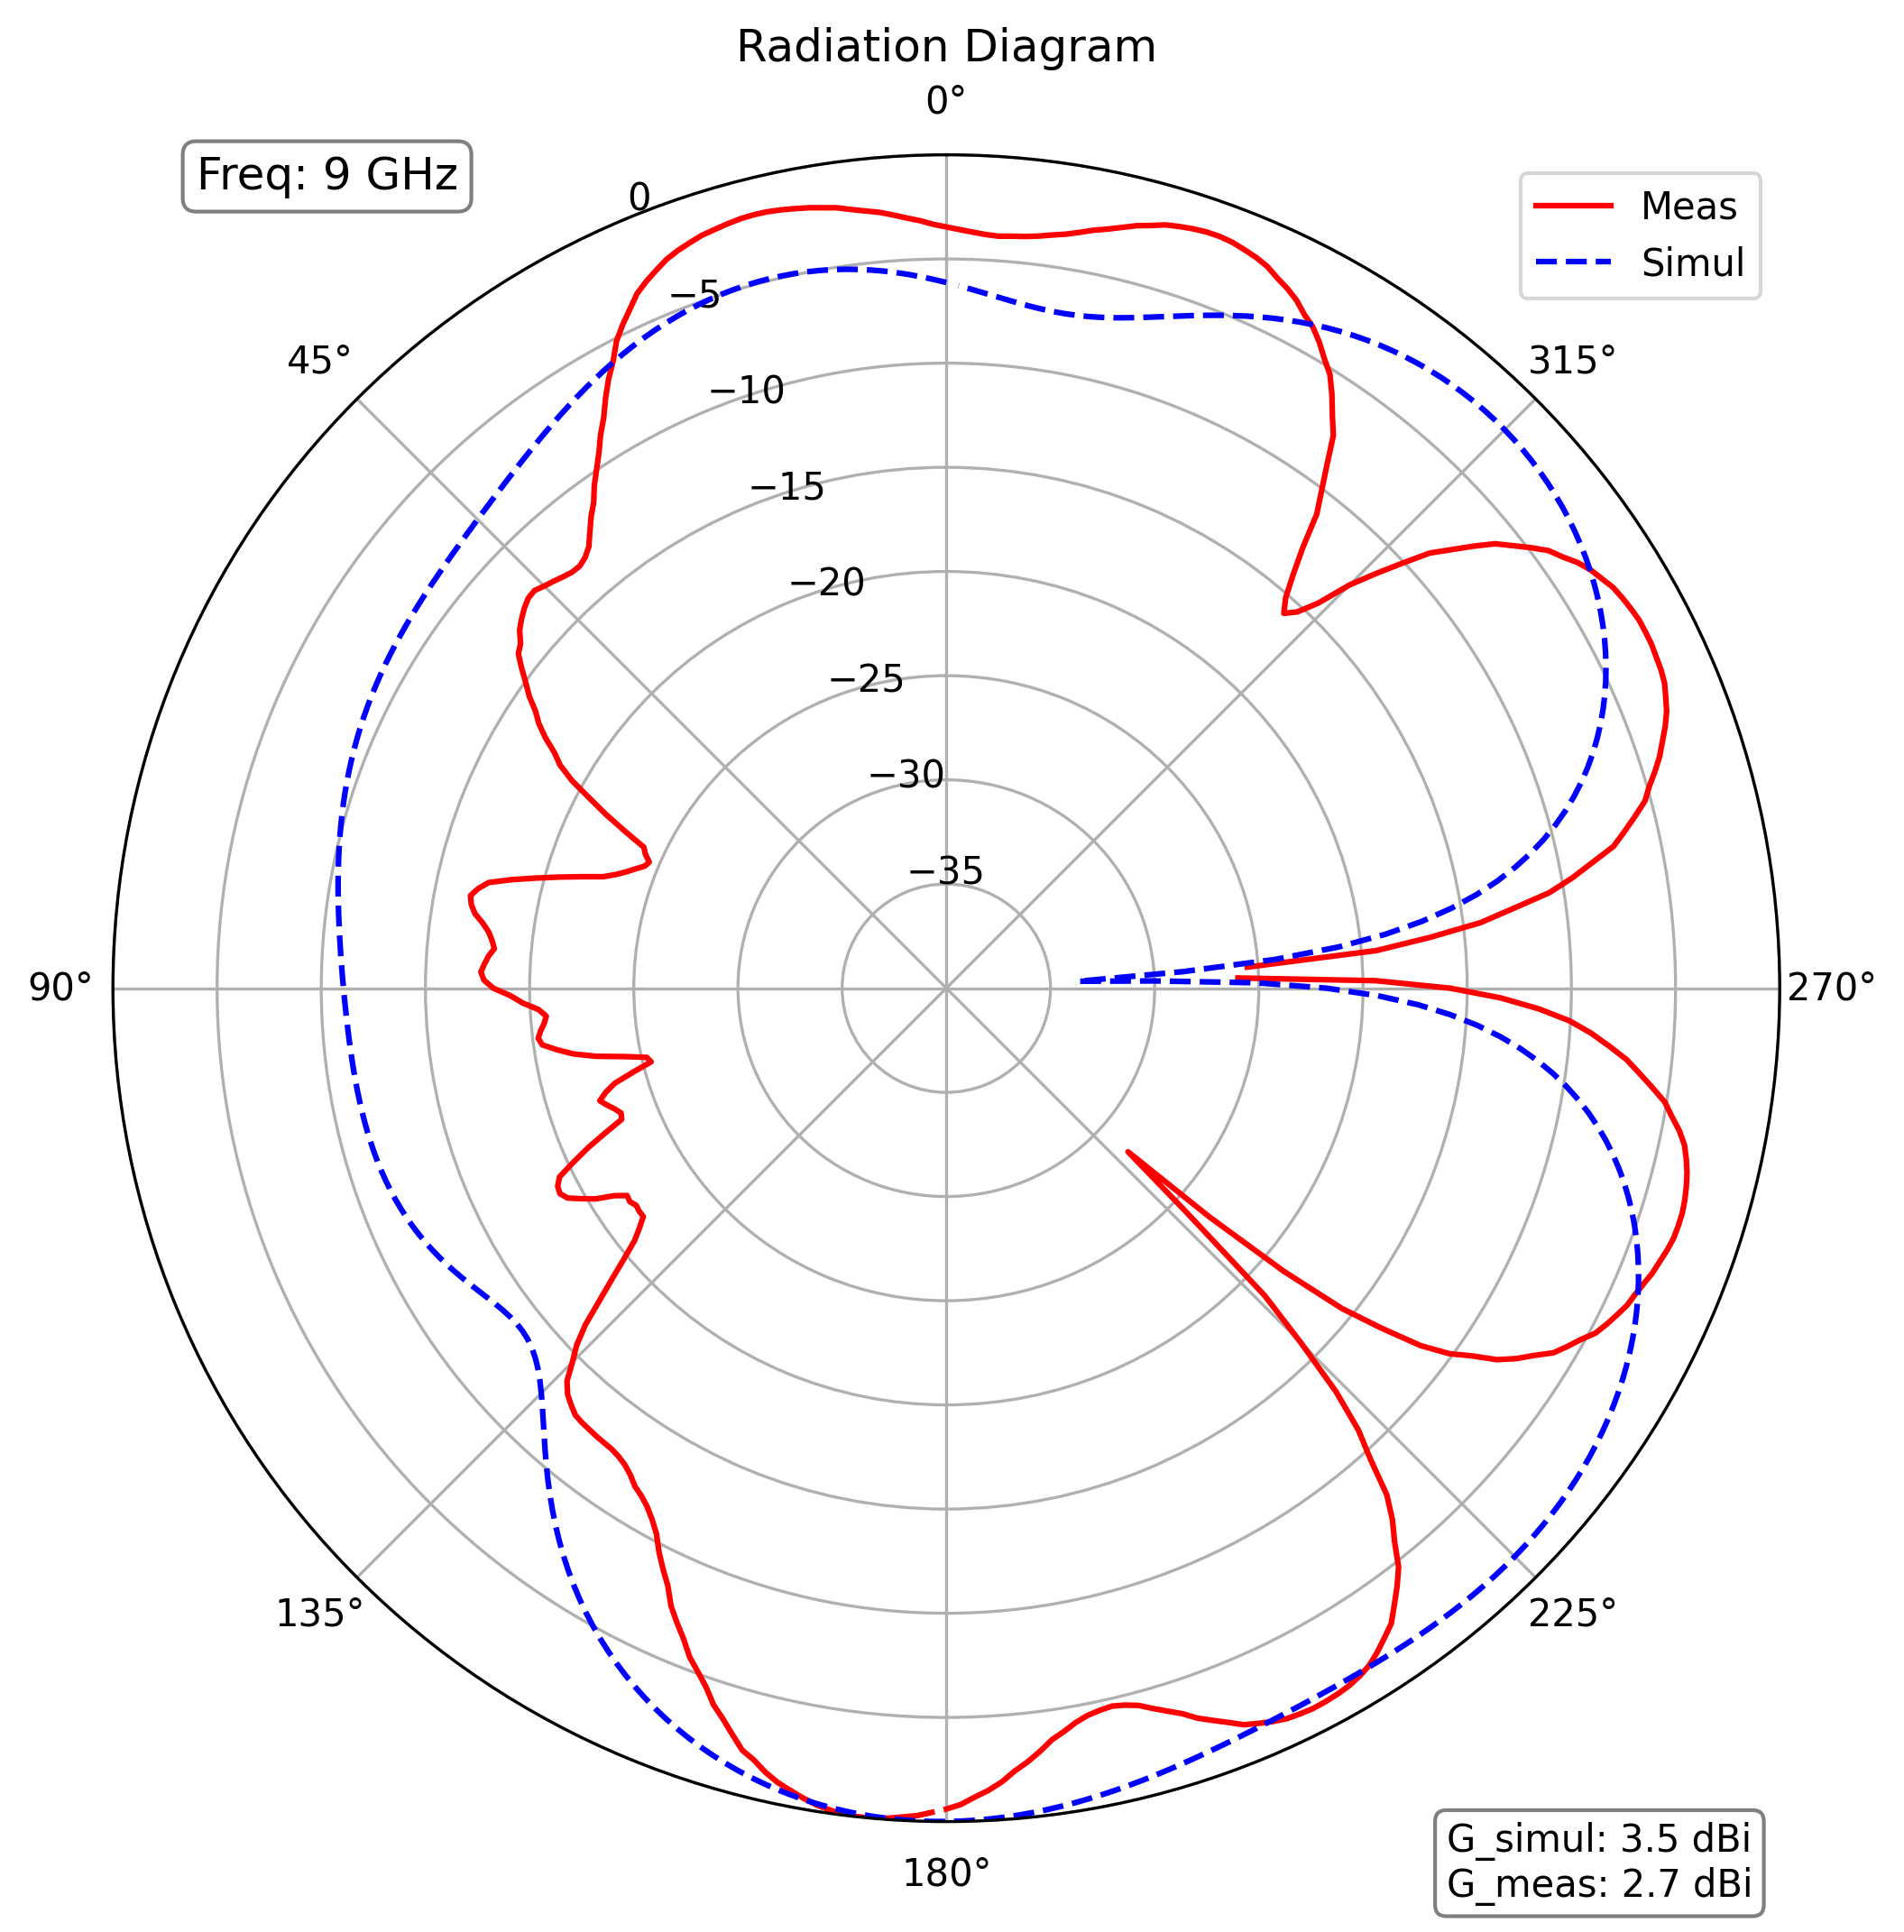 Radiation Diagram
0°
Freq: 9 GHz
0
Meas
Simul
−5
45°
315°
−10
−15
−20
−25
−30
−35
90°
270°
135°
225°
180°
G_simul: 3.5 dBi
G_meas: 2.7 dBi